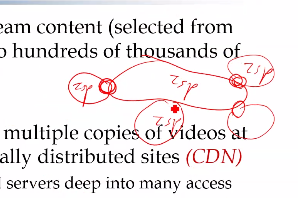 eam content (selected from
o hundreds of thousands of
ISP
ISP
ISP
ISP
multiple copies of videos at
ally distributed sites (CDN)
servers deep into many access